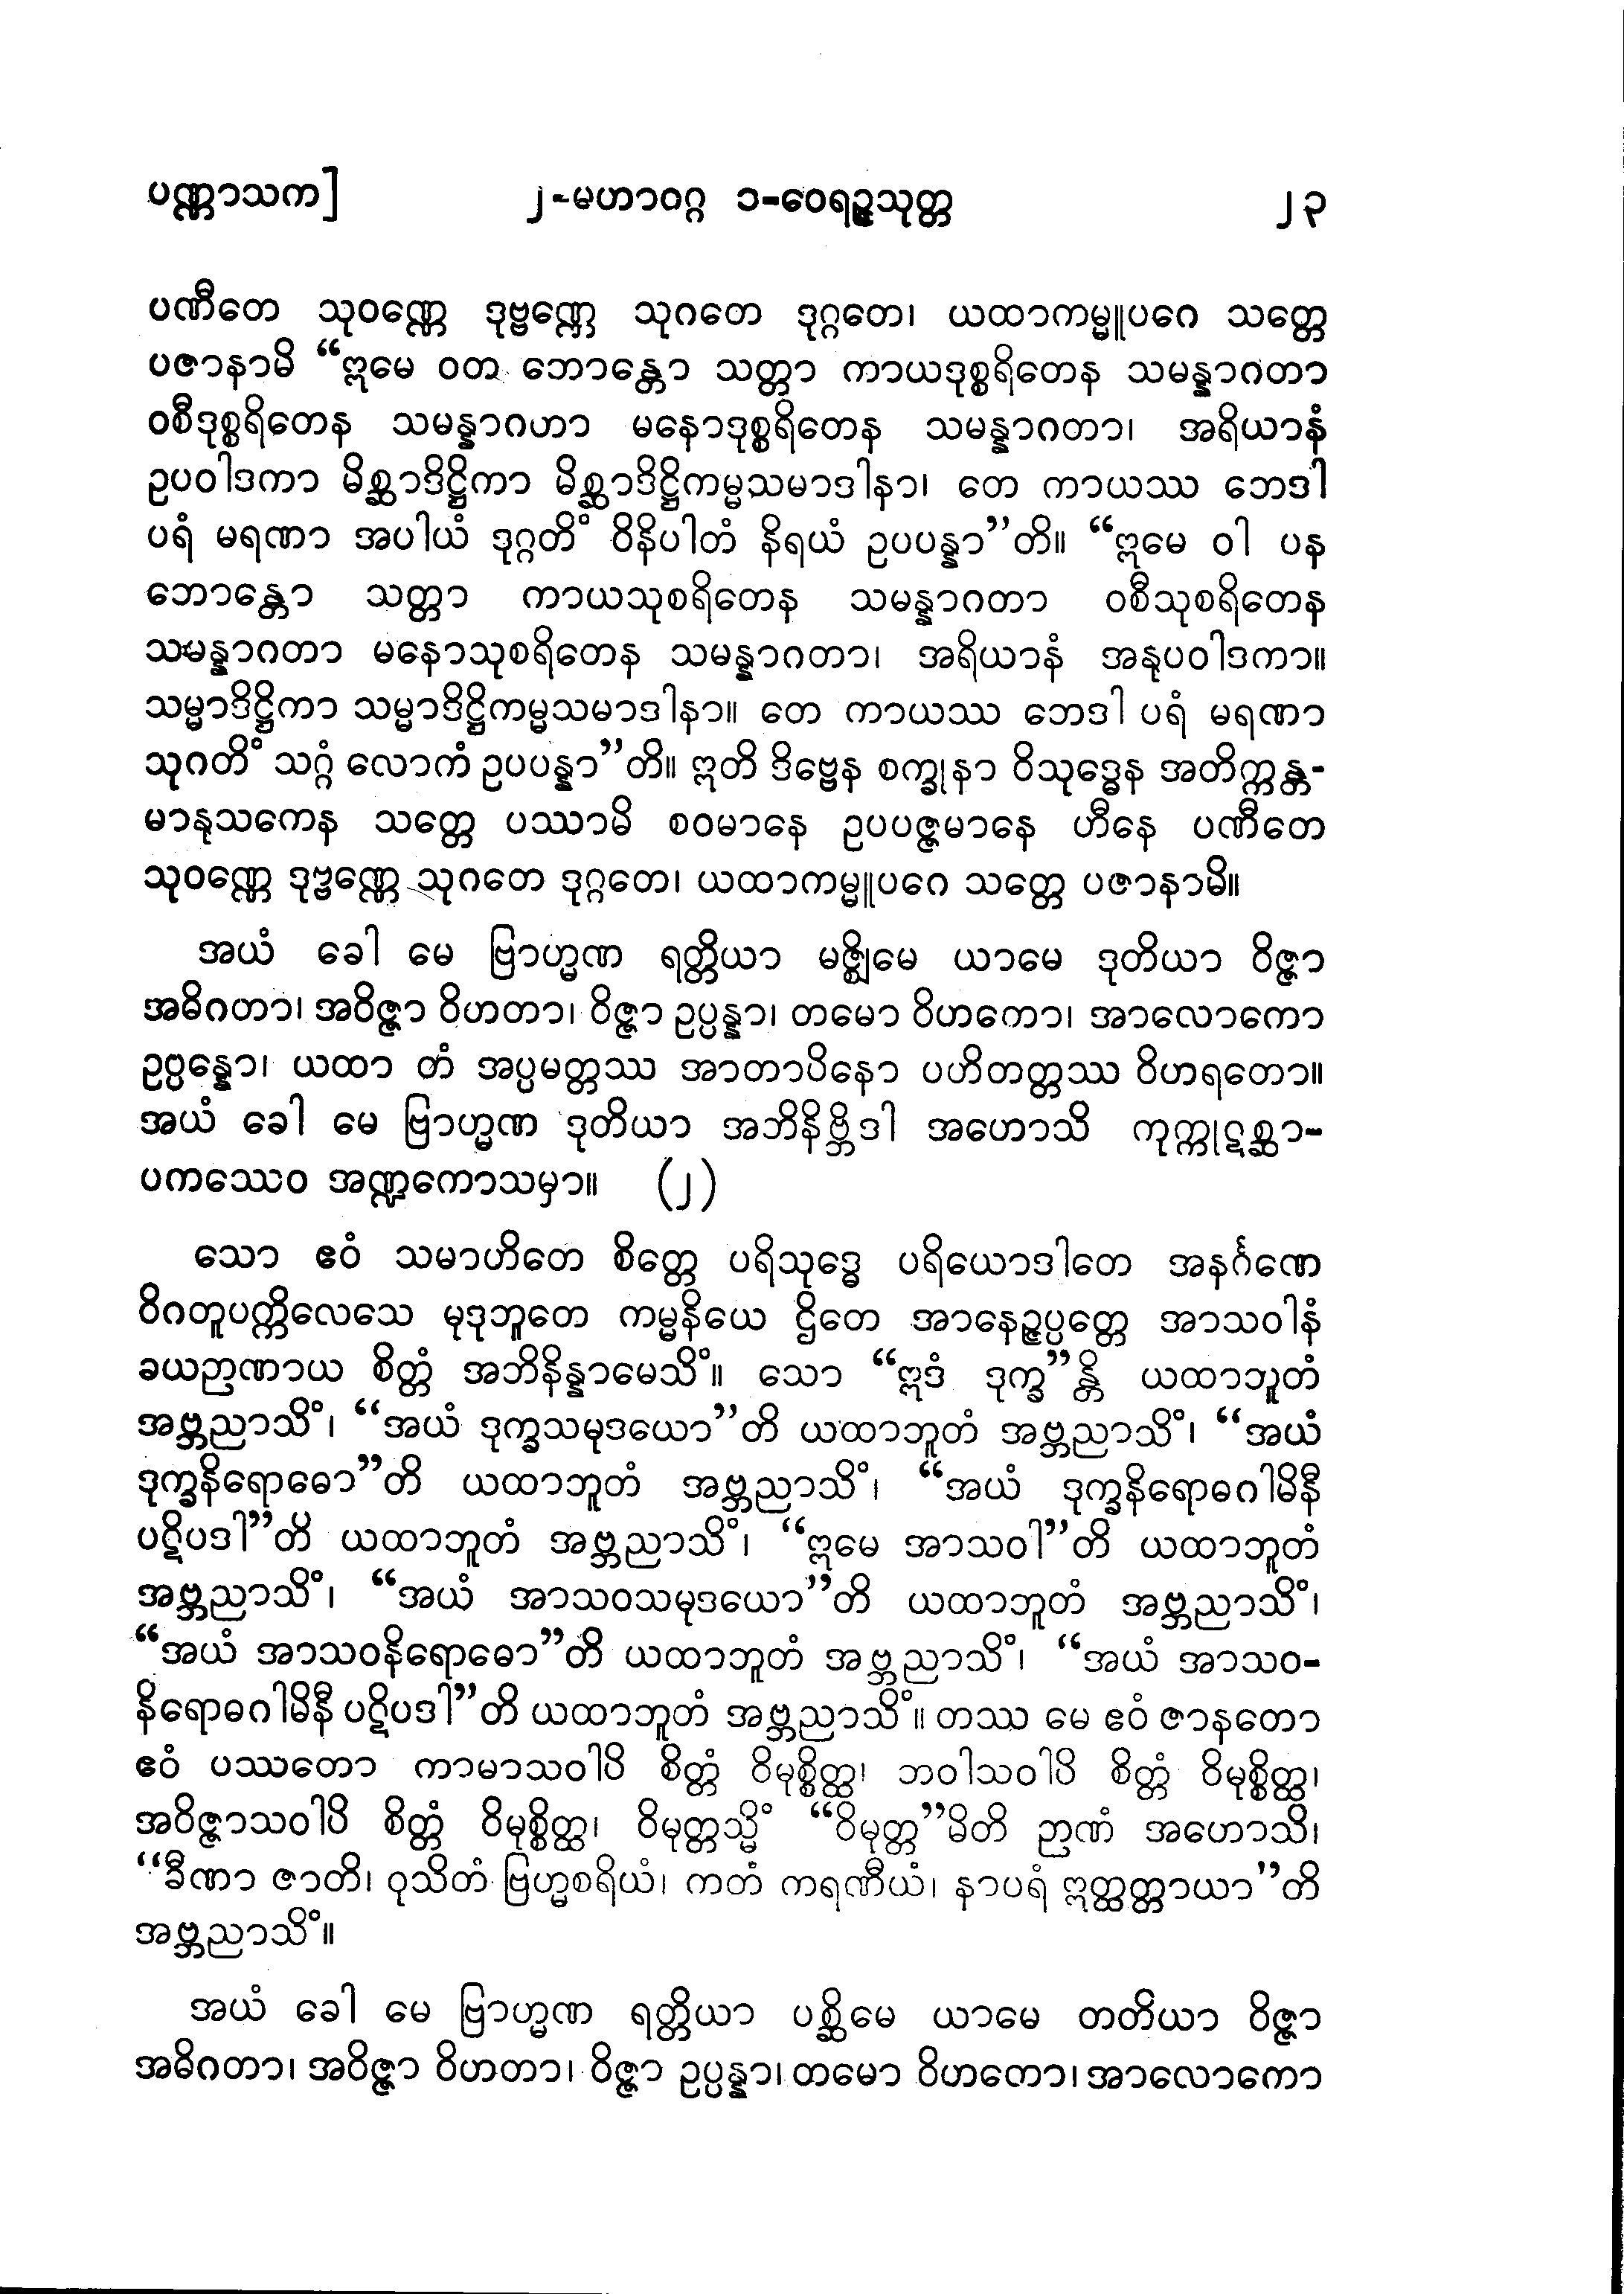 ပဏ္ဏာသက] ၂-မဟာဝဂ္ဂ ၁-ဝေရဉ္ဇသုတ္တ ၂၃
ပဏီတေ သုဝဏ္ဏေ ဒုဗ္ဗဏ္ဏေ သုဂတေ ဒုဂ္ဂတေ၊ ယထာကမ္မူပဂေ သတ္တေ
ပဇာနာမိ “ဣမေ ဝတ ဘောန္တော သတ္တာ ကာယဒုစ္စရိတေန သမန္နာဂတာ
ဝစီဒုစ္စရိတေန သမန္နာဂဟာ မနောဒုစ္စရိတေန သမန္နာဂတာ၊ အရိယာနံ
ဥပဝါဒကာ မိစ္ဆာဒိဋ္ဌိကာ မိစ္ဆာဒိဋ္ဌိကမ္မသမာဒါနာ၊ တေ ကာယဿ ဘေဒါ
ပရံ မရဏာ အပါယံ ဒုဂ္ဂတိံ ဝိနိပါတံ နိရယံ ဥပပန္နာ”တိ။ “ဣမေ ဝါ ပန
ဘောန္တော သတ္တာ ကာယသုစရိတေန သမန္နာဂတာ ဝစီသုစရိတေန
သမန္နာဂတာ မနောသုစရိတေန သမန္နာဂတာ၊ အရိယာနံ အနုပဝါဒကာ။
သမ္မာဒိဋ္ဌိကာ သမ္မာဒိဋ္ဌိကမ္မသမာဒါနာ။ တေ ကာယဿ ဘေဒါ ပရံ မရဏာ
သုဂတိံ သဂ္ဂံ လောကံ ဥပပန္နာ”တိ။ ဣတိ ဒိဗ္ဗေန စက္ခုနာ ဝိသုဒ္ဓေန အတိက္ကန္တ-
မာနုသကေန သတ္တေ ပဿာမိ စဝမာနေ ဥပပဇ္ဇမာနေ ဟီနေ ပဏီတေ
သုဝဏ္ဏေ ဒုဗ္ဗဏ္ဏေ သုဂတေ ဒုဂ္ဂတေ၊ ယထာကမ္မူပဂေ သတ္တေ ပဇာနာမိ။
အယံ ခေါ မေ ဗြာဟ္မဏ ရတ္တိယာ မဇ္ဈိမေ ယာမေ ဒုတိယာ ဝိဇ္ဇာ
အဓိဂတာ၊ အဝိဇ္ဇာ ဝိဟတာ၊ ဝိဇ္ဇာ ဥပ္ပန္နာ၊ တမော ဝိဟကော၊ အာလောကော
ဥပ္ပန္နော၊ ယထာ တံ အပ္ပမတ္တဿ အာတာပိနော ပဟိတတ္တဿ ဝိဟရတော။
အယံ ခေါ မေ ဗြာဟ္မဏ ဒုတိယာ အဘိနိဗ္ဘိဒါ အဟောသိ ကုက္ကုဋစ္ဆာ-
ပကဿေဝ အဏ္ဍကောသမှာ။ (၂)
သော ဧဝံ သမာဟိတေ စိတ္တေ ပရိသုဒ္ဓေ ပရိယောဒါတေ အနင်္ဂဏေ
ဝိဂတူပက္ကိလေသေ မုဒုဘူတေ ကမ္မနိယေ ဌိတေ အာနေဉ္ဇပ္ပတ္တေ အာသဝါနံ
ခယဉာဏာယ စိတ္တံ အဘိနိန္နာမေသိံ။ သော “ဣဒံ ဒုက္ခ”န္တိ ယထာဘူတံ
အဗ္ဘညာသိံ၊ “အယံ ဒုက္ခသမုဒယော”တိ ယထာဘူတံ အဗ္ဘညာသိံ၊ “အယံ
ဒုက္ခနိရောဓော”တိ ယထာဘူတံ အဗ္ဘညာသိံ၊ “အယံ ဒုက္ခနိရောဓဂါမိနီ
ပဋိပဒါ”တိ ယထာဘူတံ အဗ္ဘညာသိံ၊ “ဣမေ အာသဝါ”တိ ယထာဘူတံ
အဗ္ဘညာသိံ၊ “အယံ အာသဝသမုဒယော”တိ ယထာဘူတံ အဗ္ဘညာသိံ၊
“အယံ အာသဝနိရောဓော”တိ ယထာဘူတံ အဗ္ဘညာသိံ၊ “အယံ အာသဝ-
နိရောဓဂါမိနီ ပဋိပဒါ”တိ ယထာဘူတံ အဗ္ဘညာသိံ။ တဿ မေ ဧဝံ ဇာနတော
ဧဝံ ပဿတော ကာမာသဝါပိ စိတ္တံ ဝိမုစ္စိတ္ထ၊ ဘဝါသဝါပိ စိတ္တံ ဝိမုစ္စိတ္ထ၊
အဝိဇ္ဇာသဝါပိ စိတ္တံ ဝိမုစ္စိတ္ထ၊ ဝိမုတ္တသ္မိံ “ဝိမုတ္တ”မိတိ ဉာဏံ အဟောသိ၊
“ခီဏာ ဇာတိ၊ ဝုသိတံ ဗြဟ္မစရိယံ၊ ကတံ ကရဏီယံ၊ နာပရံ ဣတ္ထတ္တာယာ”တိ
အဗ္ဘညာသိံ။
အယံ ခေါ မေ ဗြာဟ္မဏ ရတ္တိယာ ပစ္ဆိမေ ယာမေ တတိယာ ဝိဇ္ဇာ
အဓိဂတာ၊ အဝိဇ္ဇာ ဝိဟတာ၊ ဝိဇ္ဇာ ဥပ္ပန္နာ၊ တမော ဝိဟတော၊ အာလောကော